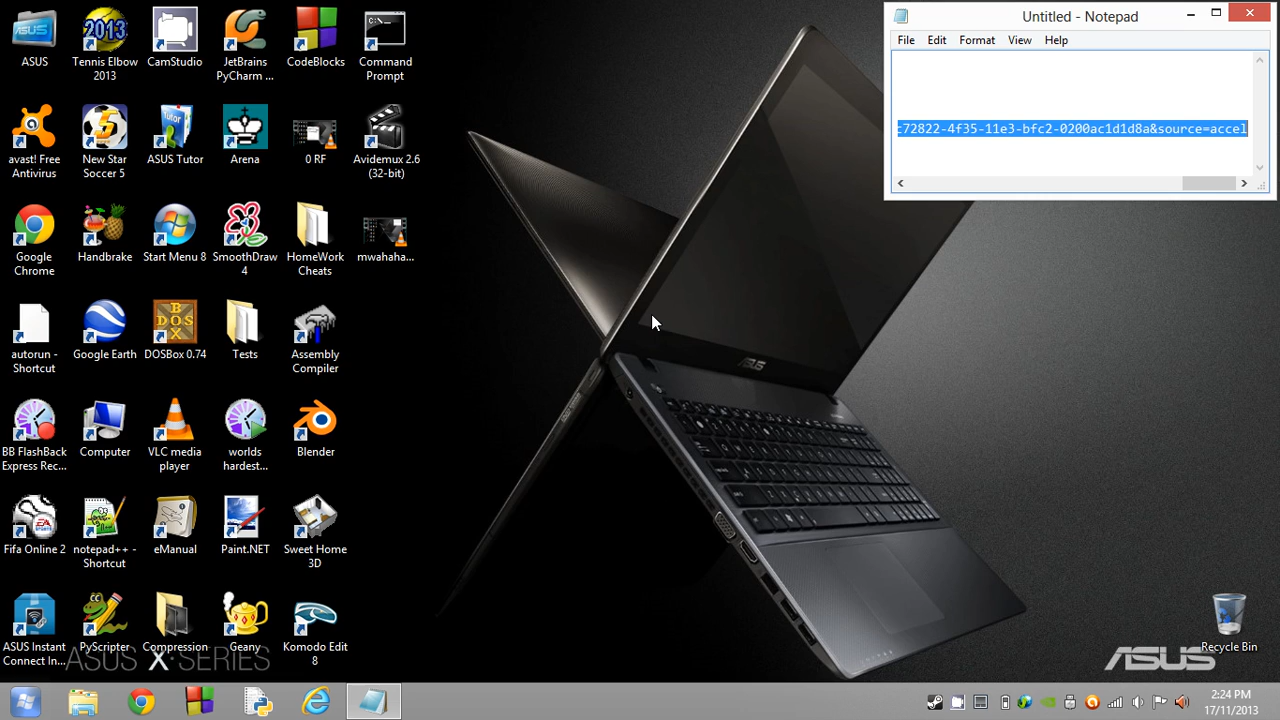 Untitled - Notepad
File Edit Format View Help
c72822-4f35-11e3-bfc2-0200ac1d1d8a&source=accel
ASUS
Tennis Elbow
2013
CamStudio
JetBrains
PyCharm ...
CodeBlocks
Command
Prompt
avast! Free
Antivirus
New Star
Soccer 5
ASUS Tutor
Arena
0 RF
Avidemux 2.6
(32-bit)
Google
Chrome
Handbrake
Start Menu 8
SmoothDraw
4
HomeWork
Cheats
mwahaha...
autorun -
Shortcut
Google Earth
DOSBox 0.74
Tests
Assembly
Compiler
BB FlashBack
Express Rec...
Computer
VLC media
player
worlds
hardest...
Blender
Fifa Online 2
notepad++ -
Shortcut
eManual
Paint.NET
Sweet Home
3D
ASUS Instant
Connect In...
PyScripter
Compression
Geany
Komodo Edit
8
Recycle Bin
ASUS X·SERIES
ASUS
ASUS
2:24 PM
17/11/2013